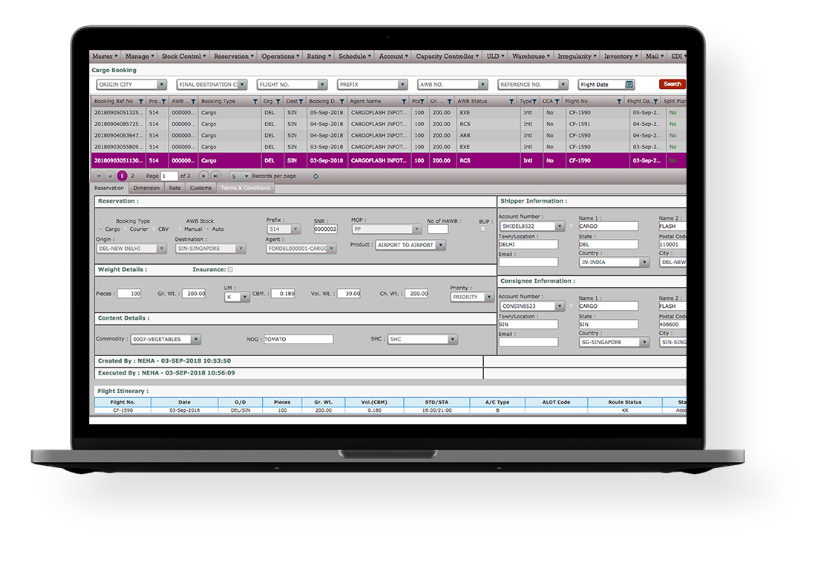 Master Manage Stock Control Reservation Operations Rating Schedule Account Capacity Controller ULD Warehouse Irregularity Inventory Mail EDI
Cargo Booking
ORIGIN CITY FINAL DESTINATION C FLIGHT NO. PREFIX AWB NO. REFERENCE NO. Flight Date Search
Booking Ref No Pre... AWB ... Booking Type Org Dest Booking D... Agent Name Pcs Gr. ... AWB Status Type CCA Flight No Flight Da... Split Plan
20180905051325... 514 000000... Cargo DEL SIN 05-Sep-2018 CARGOFLASH INFOT... 100 200.00 EXE Intl No CF-1590 05-Sep-2... No
20180904085725... 514 000000... Cargo DEL SIN 04-Sep-2018 CARGOFLASH INFOT... 100 200.00 RCS Intl No CF-1591 04-Sep-2... No
20180904063647... 514 000000... Cargo DEL SIN 04-Sep-2018 CARGOFLASH INFOT... 100 200.00 ARR Intl No CF-1590 04-Sep-2... No
20180903055809... 514 000000... Cargo DEL SIN 03-Sep-2018 CARGOFLASH INFOT... 100 200.00 EXE Intl No CF-1590 03-Sep-2... No
20180903051130... 514 000000... Cargo DEL SIN 03-Sep-2018 CARGOFLASH INFOT... 100 200.00 RCS Intl No CF-1590 03-Sep-2... No
1 2 Page 1 of 2 5 Records per page
Reservation Dimension Rate Customs Terms & Conditions
Reservation : Shipper Information :
Booking Type AWB Stock Prefix : SNR : MOP : No of HAWB : BUP : Account Number : Name 1 : Name 2 :
Cargo Courier CBV Manual Auto 514 0000002 PP SHIDEL8522 CARGO FLASH
Origin : Destination : Agent : Product : AIRPORT TO AIRPORT Town/Location : State : Postal Code
DEL-NEW DELHI SIN-SINGAPORE FORDEL000001-CARGO DELHI DEL 110001
Email : Country : City :
IN-INDIA DEL-NEW
Weight Details : Insurance: Consignee Information :
Pieces : 100 Gr. Wt. : 200.00 UM : K CBM. : 0.180 Vol. Wt. : 30.00 Ch. Wt. : 200.00 Priority : PRIORITY
Account Number : Name 1 : Name 2 :
CONSIN8523 CARGO FLASH
Content Details : Town/Location : State : Postal Code
SIN SIN 408600
Commodity : 0007-VEGETABLES NOG : TOMATO SHC : SHC
Email : Country : City :
SG-SINGAPORE SIN-SING
Created By : NEHA - 03-SEP-2018 10:53:50
Executed By : NEHA - 03-SEP-2018 10:56:09
Flight Itinerary :
Flight No. Date O/D Pieces Gr. Wt. Vol.(CBM) STD/STA A/C Type ALOT Code Route Status Sta
CF-1590 03-Sep-2018 DEL/SIN 100 200.00 0.180 18:00/21:00 B KK Acc